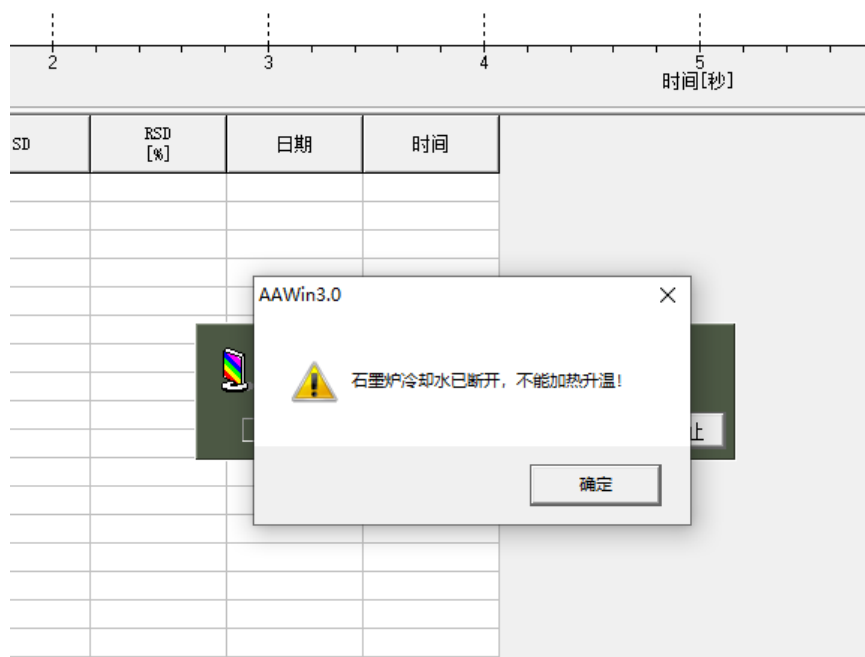 2 3 4 5
时间[秒]
SD
RSD
[%]
日期
时间
AAWin3.0
石墨炉冷却水已断开，不能加热升温！
止
确定